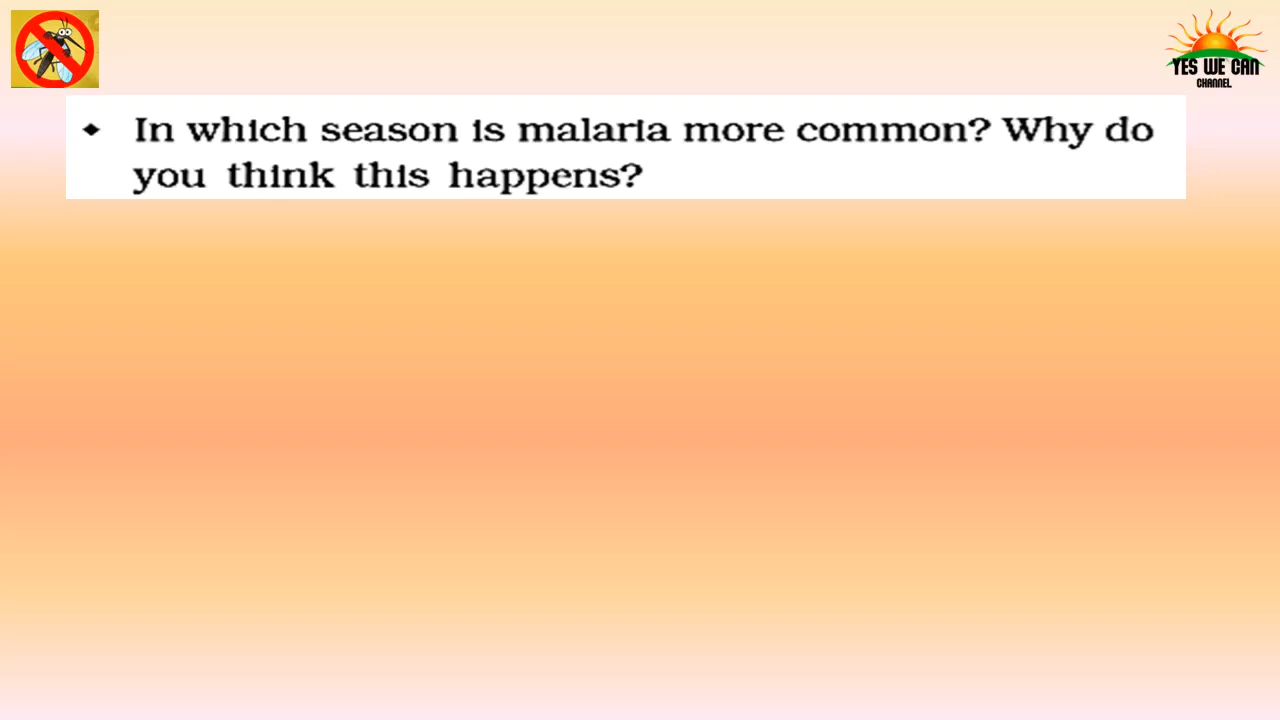 YES WE CAN
CHANNEL
◆ In which season is malaria more common? Why do
you think this happens?